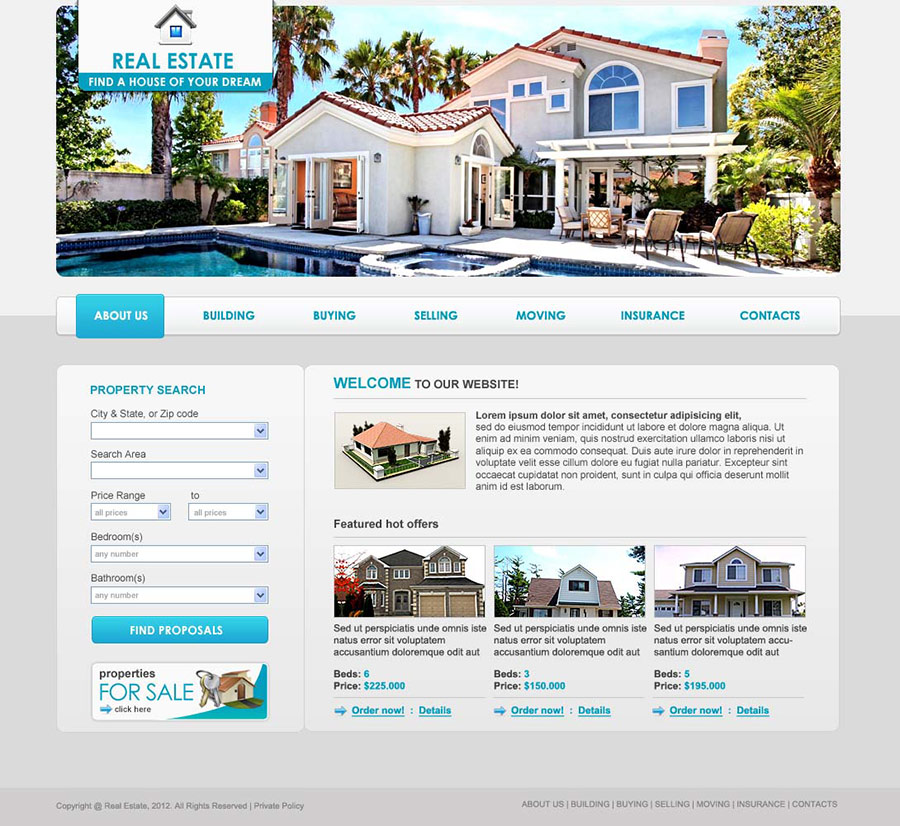 REAL ESTATE
FIND A HOUSE OF YOUR DREAM
ABOUT US
BUILDING
BUYING
SELLING
MOVING
INSURANCE
CONTACTS
PROPERTY SEARCH
City & State, or Zip code
Search Area
Price Range to
all prices all prices
Bedroom(s)
any number
Bathroom(s)
any number
FIND PROPOSALS
properties
FOR SALE
click here
WELCOME TO OUR WEBSITE!
Lorem ipsum dolor sit amet, consectetur adipisicing elit,
sed do eiusmod tempor incididunt ut labore et dolore magna aliqua. Ut
enim ad minim veniam, quis nostrud exercitation ullamco laboris nisi ut
aliquip ex ea commodo consequat. Duis aute irure dolor in reprehenderit in
voluptate velit esse cillum dolore eu fugiat nulla pariatur. Excepteur sint
occaecat cupidatat non proident, sunt in culpa qui officia deserunt mollit
anim id est laborum.
Featured hot offers
Sed ut perspiciatis unde omnis iste
natus error sit voluptatem
accusantium doloremque odit aut
Beds: 6
Price: $225.000
Order now! : Details
Sed ut perspiciatis unde omnis iste
natus error sit voluptatem
accusantium doloremque odit aut
Beds: 3
Price: $150.000
Order now! : Details
Sed ut perspiciatis unde omnis iste
natus error sit voluptatem accu-
santium doloremque odit aut
Beds: 5
Price: $195.000
Order now! : Details
Copyright @ Real Estate, 2012. All Rights Reserved | Private Policy
ABOUT US | BUILDING | BUYING | SELLING | MOVING | INSURANCE | CONTACTS